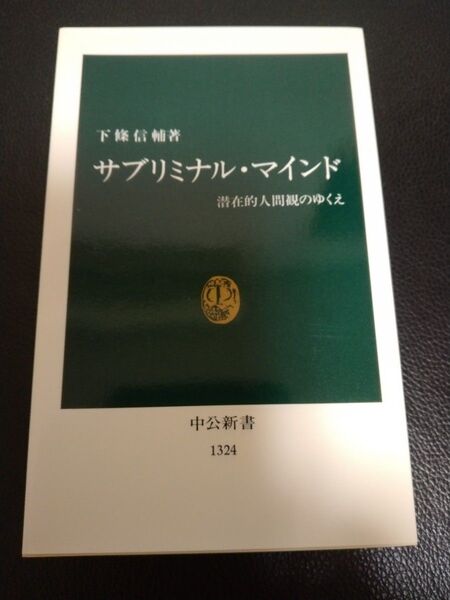 下條信輔著
サブリミナル・マインド
潜在的人間観のゆくえ
中公新書
1324